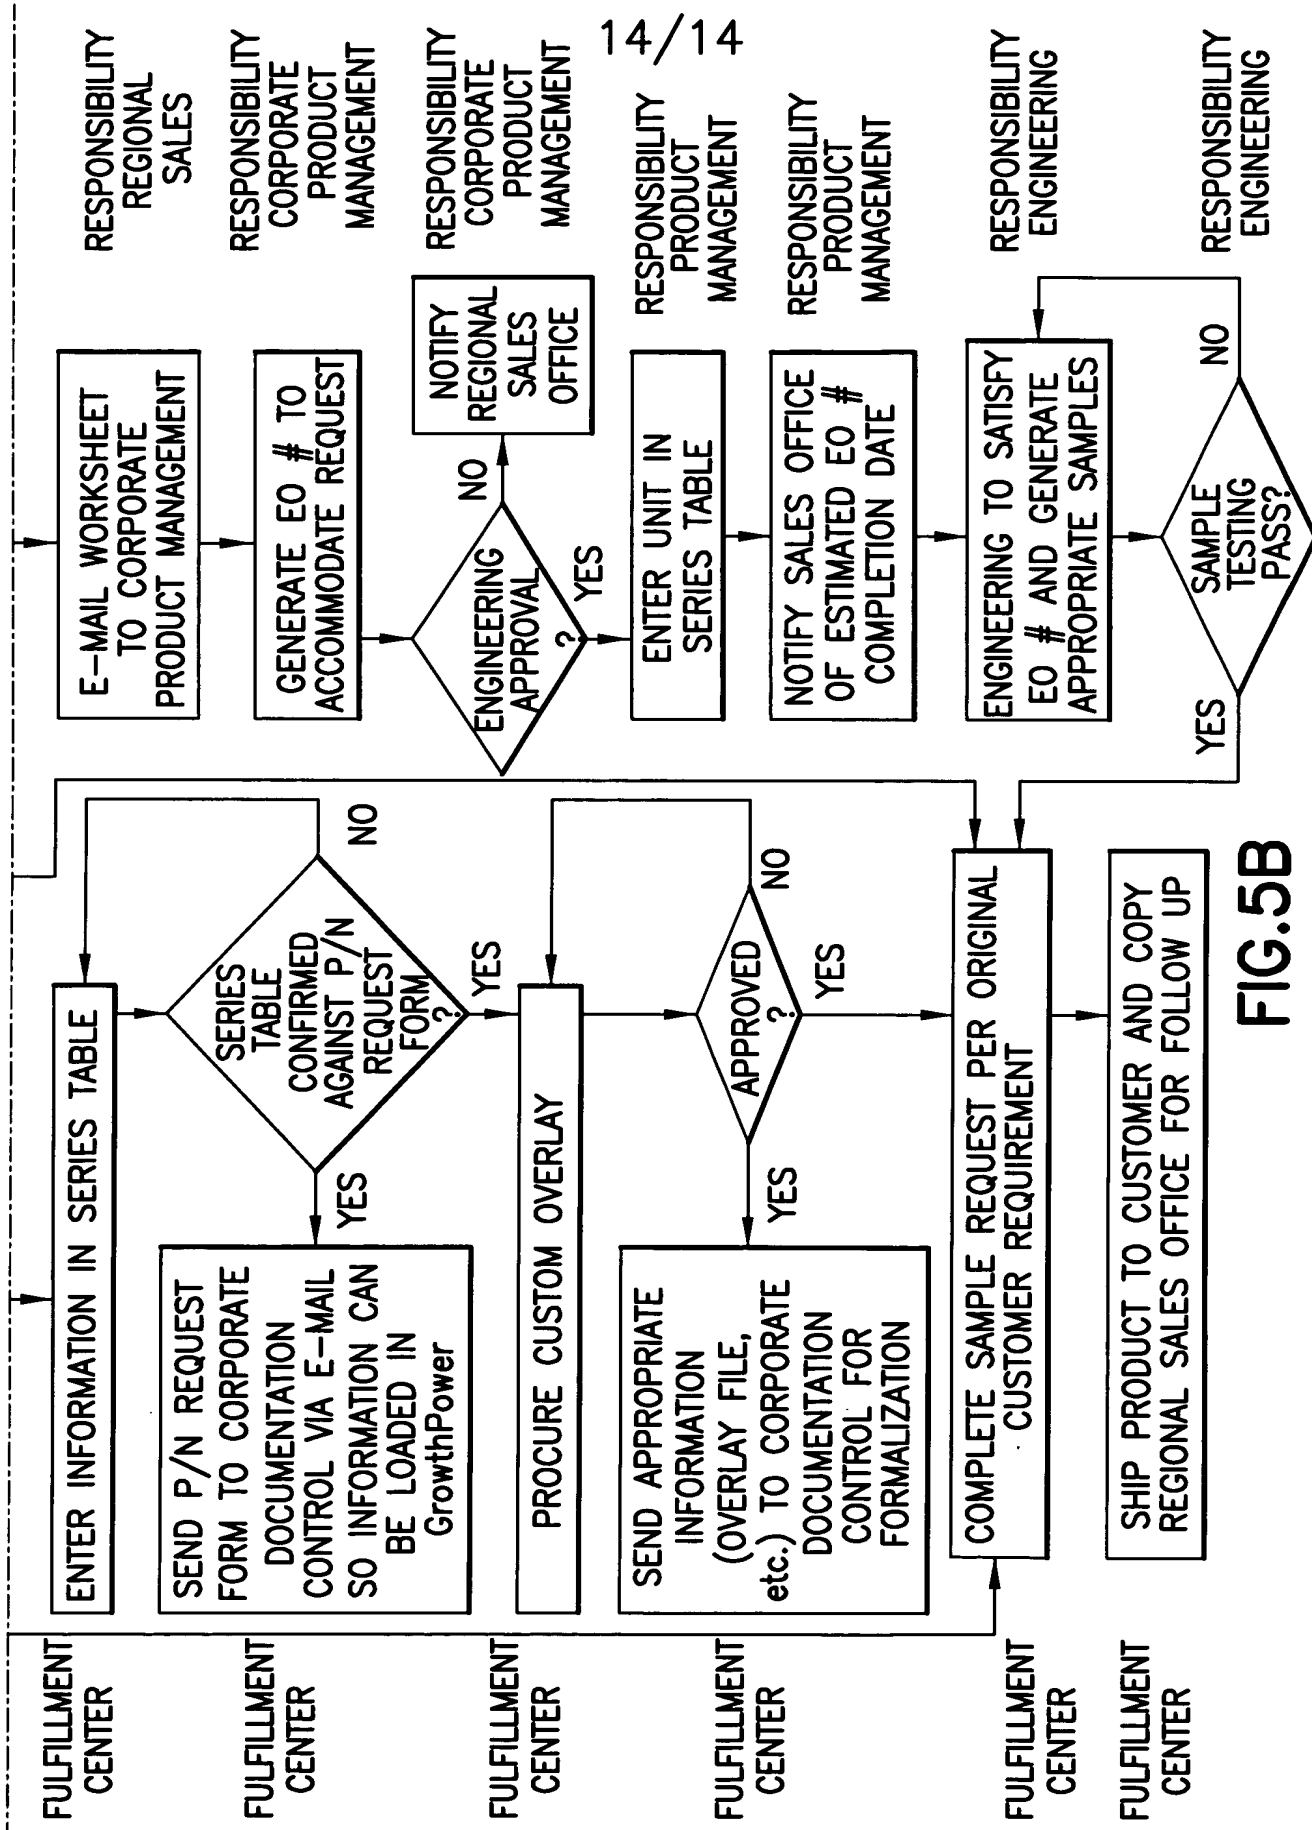 14/14
FULFILLMENT
CENTER
ENTER INFORMATION IN SERIES TABLE
FULFILLMENT
CENTER
SEND P/N REQUEST
FORM TO CORPORATE
DOCUMENTATION
CONTROL VIA E-MAIL
SO INFORMATION CAN
BE LOADED IN
GrowthPower
YES
SERIES
TABLE
CONFIRMED
AGAINST P/N
REQUEST
FORM
?
NO
YES
FULFILLMENT
CENTER
PROCURE CUSTOM OVERLAY
FULFILLMENT
CENTER
SEND APPROPRIATE
INFORMATION
(OVERLAY FILE,
etc.) TO CORPORATE
DOCUMENTATION
CONTROL FOR
FORMALIZATION
YES
APPROVED
?
NO
YES
FULFILLMENT
CENTER
COMPLETE SAMPLE REQUEST PER ORIGINAL
CUSTOMER REQUIREMENT
FULFILLMENT
CENTER
SHIP PRODUCT TO CUSTOMER AND COPY
REGIONAL SALES OFFICE FOR FOLLOW UP
E-MAIL WORKSHEET
TO CORPORATE
PRODUCT MANAGEMENT
RESPONSIBILITY
REGIONAL
SALES
GENERATE EO # TO
ACCOMMODATE REQUEST
RESPONSIBILITY
CORPORATE
PRODUCT
MANAGEMENT
ENGINEERING
APPROVAL
?
NO
YES
NOTIFY
REGIONAL
SALES
OFFICE
RESPONSIBILITY
CORPORATE
PRODUCT
MANAGEMENT
ENTER UNIT IN
SERIES TABLE
RESPONSIBILITY
PRODUCT
MANAGEMENT
NOTIFY SALES OFFICE
OF ESTIMATED EO #
COMPLETION DATE
RESPONSIBILITY
PRODUCT
MANAGEMENT
ENGINEERING TO SATISFY
EO # AND GENERATE
APPROPRIATE SAMPLES
RESPONSIBILITY
ENGINEERING
YES
SAMPLE
TESTING
PASS?
NO
RESPONSIBILITY
ENGINEERING
FIG.5B